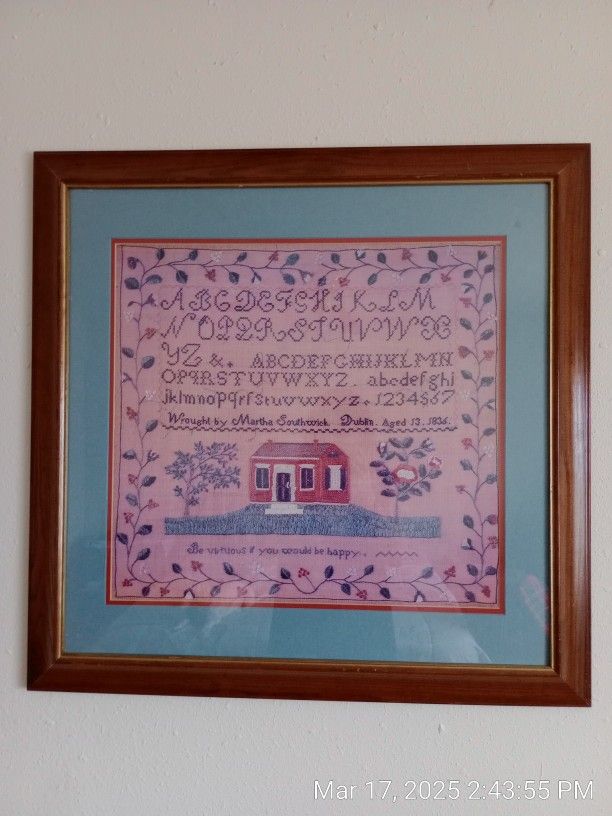 ABCDEFGHIKLM
NOPQRSTUVWX
YZ &. ABCDEFGHIJKLMN
OPQRSTUVWXYZ. abcdefghi
jklmnopqrſstuvwxyz. 1234567
Wrought by Martha Southwick. Dublin. Aged 13. 1836.
Be virtuous if you would be happy.
Mar 17, 2025 2:43:55 PM